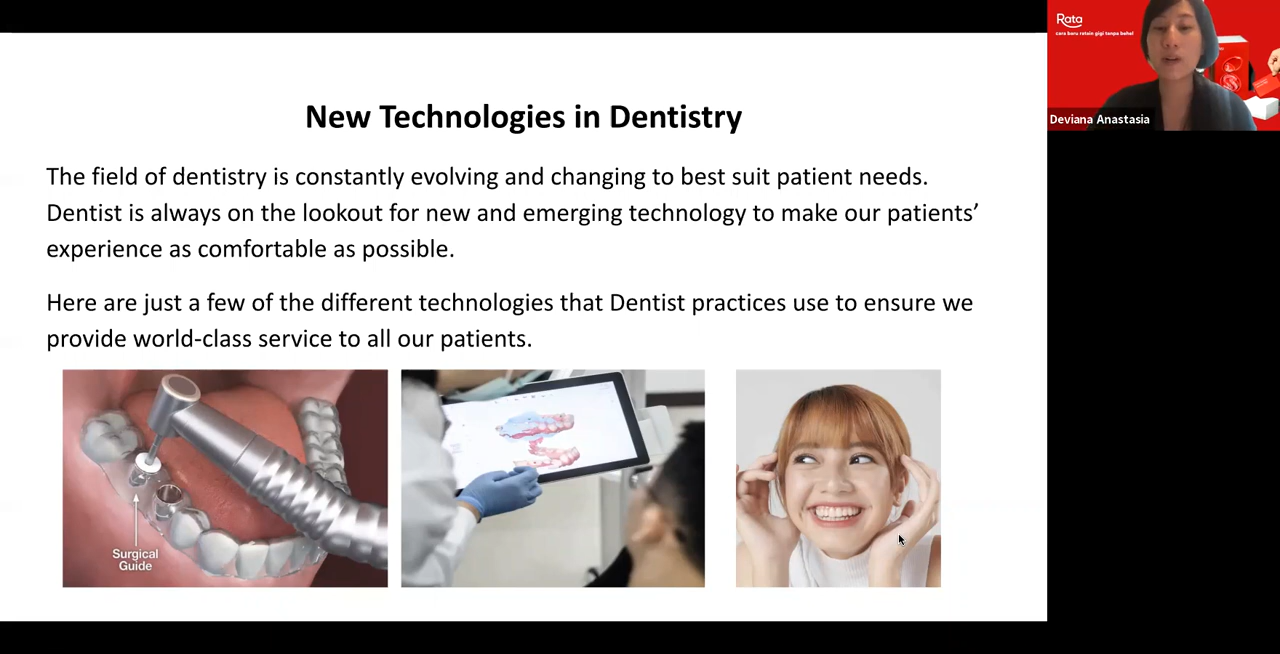 New Technologies in Dentistry
The field of dentistry is constantly evolving and changing to best suit patient needs.
Dentist is always on the lookout for new and emerging technology to make our patients’
experience as comfortable as possible.
Here are just a few of the different technologies that Dentist practices use to ensure we
provide world-class service to all our patients.
Surgical
Guide
Rata
cara baru ratain gigi tanpa behel
Deviana Anastasia